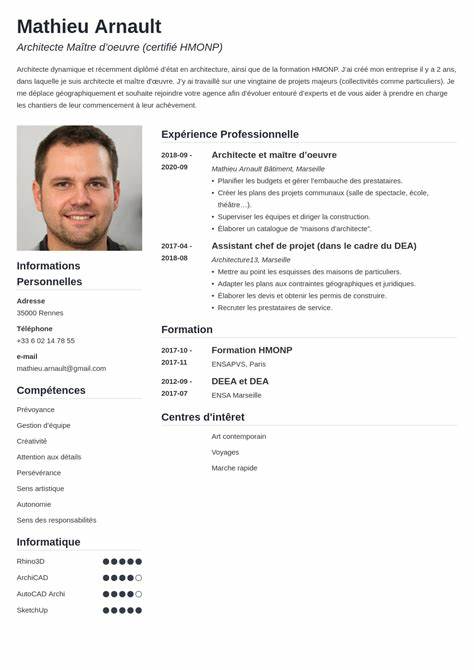 Mathieu Arnault
Architecte Maître d'oeuvre (certifié HMONP)
Architecte dynamique et récemment diplômé d'état en architecture, ainsi que de la formation HMONP. J'ai créé mon entreprise il y a 2 ans,
dans laquelle je suis architecte et maître d'œuvre. J'y ai travaillé sur une vingtaine de projets majeurs (collectivités comme particuliers). Je
me déplace géographiquement et souhaite rejoindre votre agence afin d'évoluer entouré d'experts et de vous aider à prendre en charge
les chantiers de leur commencement à leur achèvement.
Informations
Personnelles
Adresse
35000 Rennes
Téléphone
+33 6 02 14 78 55
e-mail
mathieu.arnault@gmail.com
Compétences
Prévoyance
Gestion d'équipe
Créativité
Attention aux détails
Persévérance
Sens artistique
Autonomie
Sens des responsabilités
Informatique
Rhino3D
ArchiCAD
AutoCAD Archi
SketchUp
Expérience Professionnelle
2018-09 -
2020-09
Architecte et maître d'oeuvre
Mathieu Arnault Bâtiment, Marseille
• Planifier les budgets et gérer l'embauche des prestataires.
• Créer les plans des projets communaux (salle de spectacle, école,
théâtre…).
• Superviser les équipes et diriger la construction.
• Élaborer un catalogue de "maisons d'architecte".
2017-04 -
2018-08
Assistant chef de projet (dans le cadre du DEA)
Architecture13, Marseille
• Mettre au point les esquisses des maisons de particuliers.
• Adapter les plans aux contraintes géographiques et juridiques.
• Élaborer les devis et obtenir les permis de construire.
• Recruter les prestataires de service.
Formation
2017-10 -
2017-11
Formation HMONP
ENSAPVS, Paris
2012-09 -
2017-07
DEEA et DEA
ENSA Marseille
Centres d'intêret
Art contemporain
Voyages
Marche rapide